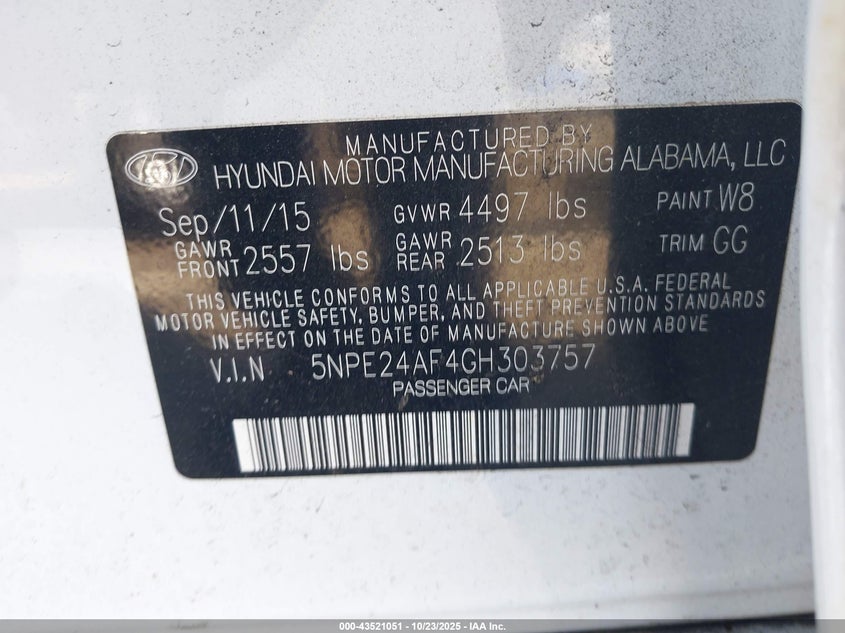 MANUFACTURED BY
HYUNDAI MOTOR MANUFACTURING ALABAMA, LLC
Sep/11/15 GVWR 4497 lbs PAINT W8
GAWR FRONT 2557 lbs GAWR REAR 2513 lbs TRIM GG
THIS VEHICLE CONFORMS TO ALL APPLICABLE U.S.A. FEDERAL
MOTOR VEHICLE SAFETY, BUMPER, AND THEFT PREVENTION STANDARDS
IN EFFECT ON THE DATE OF MANUFACTURE SHOWN ABOVE
V.I.N 5NPE24AF4GH303757
PASSENGER CAR
000-43521051 | 10/23/2025 - IAA Inc.